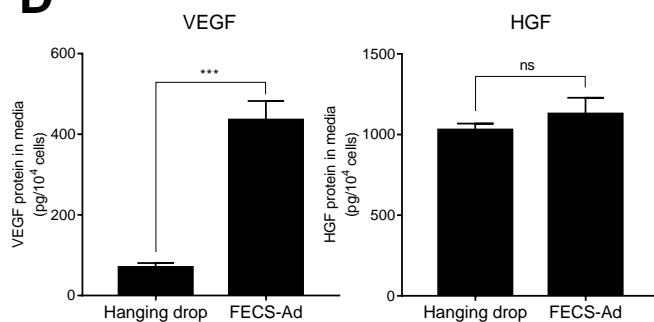 D
VEGF
HGF
VEGF protein in media
(pg/10⁴ cells)
600
400
200
0
***
Hanging drop
FECS-Ad
HGF protein in media
(pg/10⁴ cells)
1500
1000
500
0
ns
Hanging drop
FECS-Ad